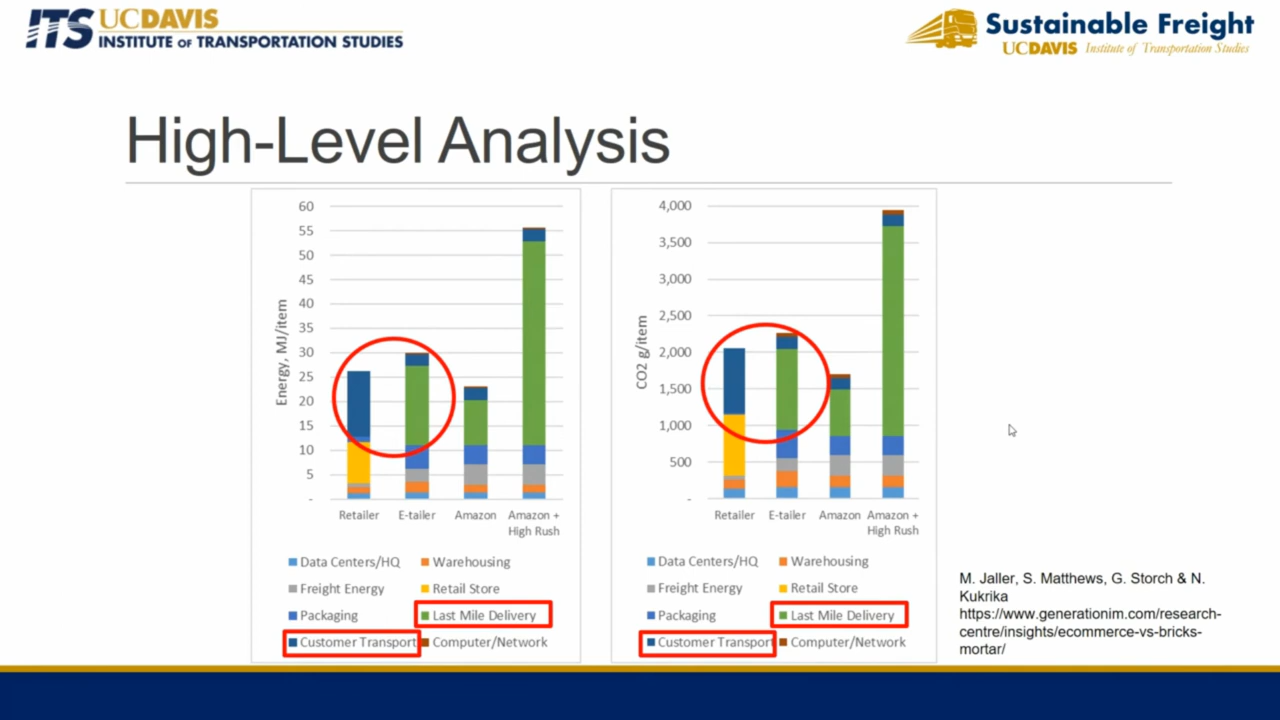 ITS UCDAVIS
INSTITUTE OF TRANSPORTATION STUDIES
Sustainable Freight
UCDAVIS Institute of Transportation Studies
High-Level Analysis
60
55
50
45
40
35
30
25
20
15
10
5
-
Energy, MJ/item
Retailer E-tailer Amazon Amazon +
High Rush
Data Centers/HQ Warehousing
Freight Energy Retail Store
Packaging Last Mile Delivery
Customer Transport Computer/Network
4,000
3,500
3,000
2,500
2,000
1,500
1,000
500
-
CO2 g/item
Retailer E-tailer Amazon Amazon +
High Rush
Data Centers/HQ Warehousing
Freight Energy Retail Store
Packaging Last Mile Delivery
Customer Transport Computer/Network
M. Jaller, S. Matthews, G. Storch & N.
Kukrika
https://www.generationim.com/research-
centre/insights/ecommerce-vs-bricks-
mortar/